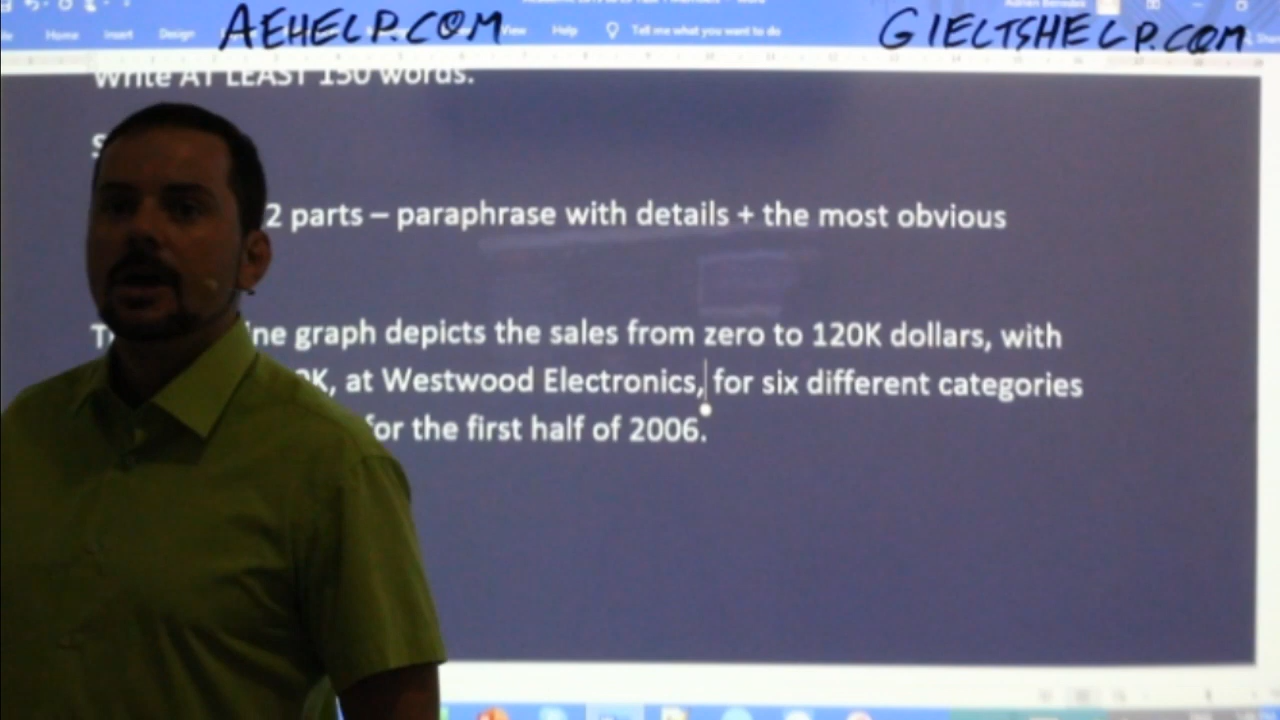 AEHELP.COM
GIELTSHELP.COM
Home Insert Design View Help Tell me what you want to do
Write AT LEAST 150 words.
2 parts – paraphrase with details + the most obvious
graph depicts the sales from zero to 120K dollars, with
at Westwood Electronics, for six different categories
for the first half of 2006.